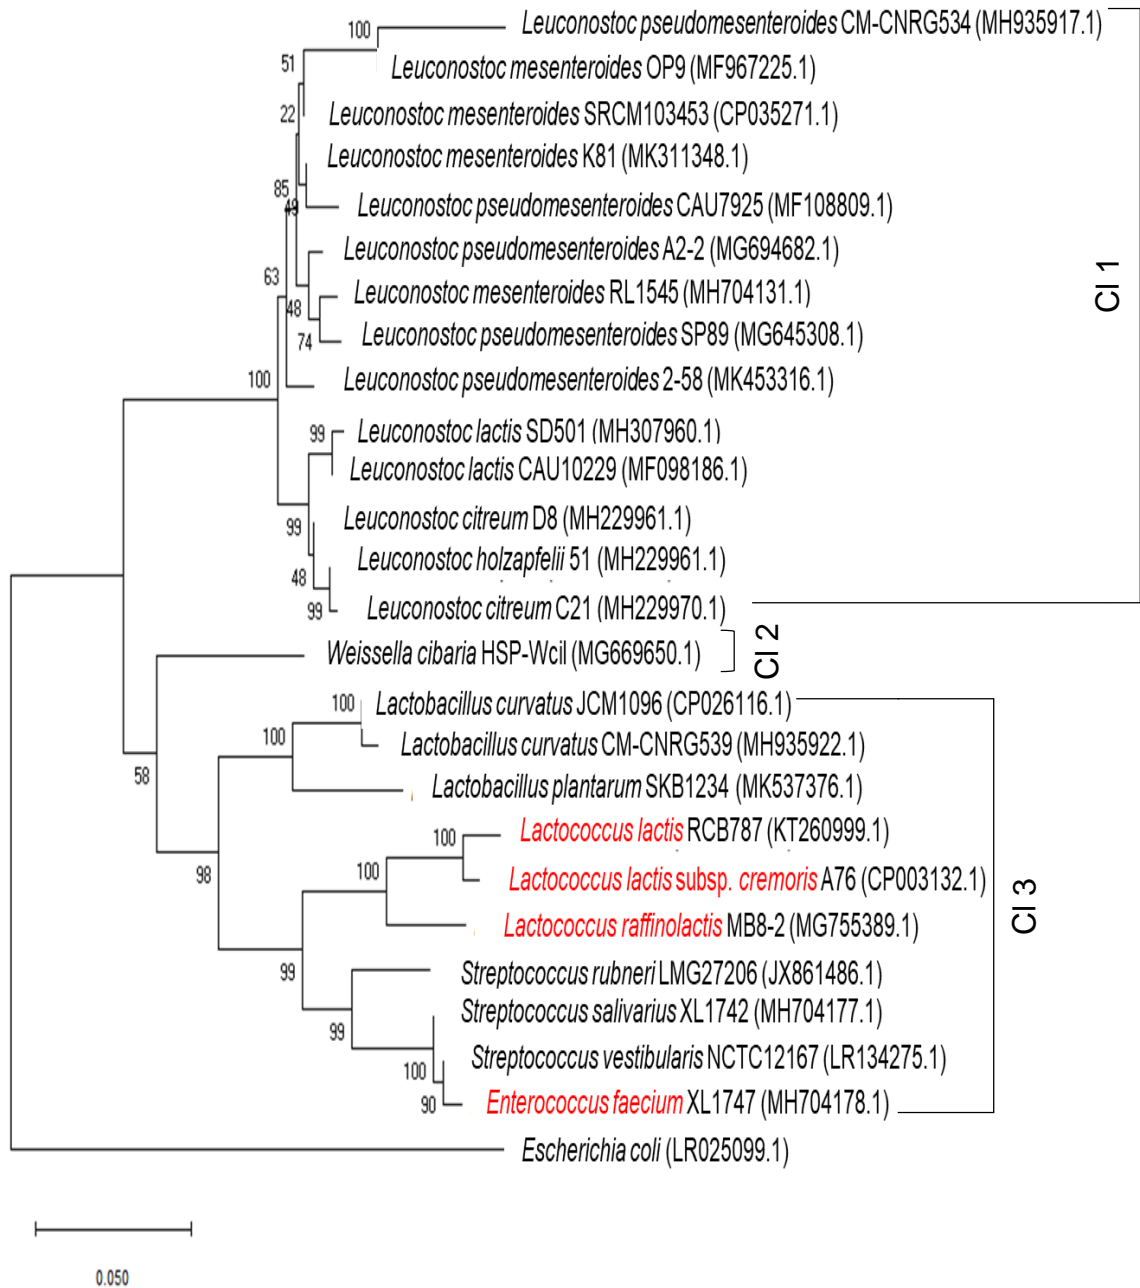 Leuconostoc pseudomesenteroides CM-CNRG534 (MH935917.1)
100
51
Leuconostoc mesenteroides OP9 (MF967225.1)
22
Leuconostoc mesenteroides SRCM103453 (CP035271.1)
Leuconostoc mesenteroides K81 (MK311348.1)
85
49
Leuconostoc pseudomesenteroides CAU7925 (MF108809.1)
Leuconostoc pseudomesenteroides A2-2 (MG694682.1)
63
Cl 1
Leuconostoc mesenteroides RL1545 (MH704131.1)
48
74
Leuconostoc pseudomesenteroides SP89 (MG645308.1)
100
Leuconostoc pseudomesenteroides 2-58 (MK453316.1)
99
Leuconostoc lactis SD501 (MH307960.1)
Leuconostoc lactis CAU10229 (MF098186.1)
99
Leuconostoc citreum D8 (MH229961.1)
Leuconostoc holzapfelii 51 (MH229961.1)
48
99
Leuconostoc citreum C21 (MH229970.1)
Weissella cibaria HSP-Wcil (MG669650.1)
Cl 2
100
Lactobacillus curvatus JCM1096 (CP026116.1)
100
Lactobacillus curvatus CM-CNRG539 (MH935922.1)
58
Lactobacillus plantarum SKB1234 (MK537376.1)
100
Lactococcus lactis RCB787 (KT260999.1)
98
100
Lactococcus lactis subsp. cremoris A76 (CP003132.1)
Cl 3
Lactococcus raffinolactis MB8-2 (MG755389.1)
99
Streptococcus rubneri LMG27206 (JX861486.1)
Streptococcus salivarius XL1742 (MH704177.1)
99
Streptococcus vestibularis NCTC12167 (LR134275.1)
100
90
Enterococcus faecium XL1747 (MH704178.1)
Escherichia coli (LR025099.1)
0.050